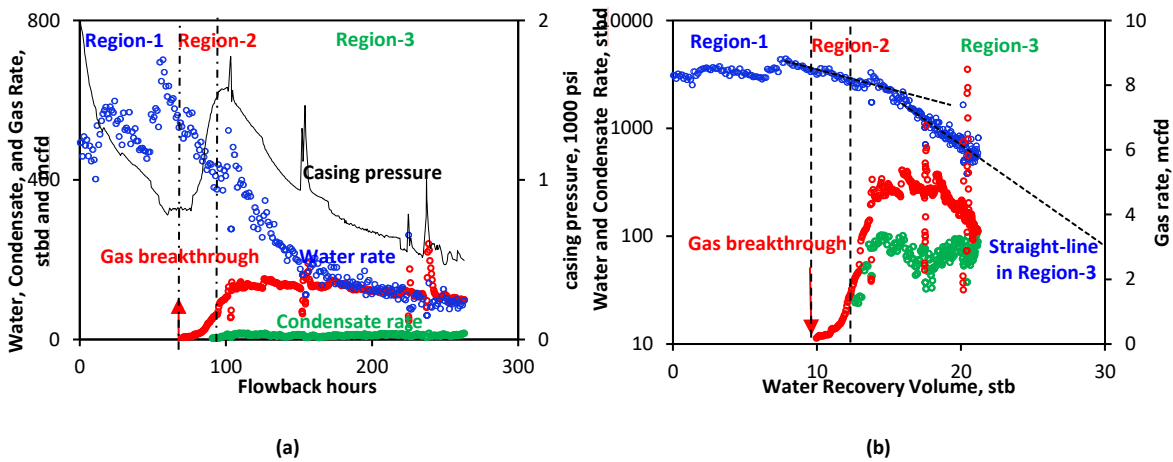 800
400
0
Water, Condensate, and Gas Rate,
stbd and mcfd
Region-1
Region-2
Region-3
Casing pressure
Gas breakthrough
Water rate
Condensate rate
2
1
0
casing pressure, 1000 psi
0
100
200
300
Flowback hours
(a)
10000
1000
100
10
Water and Condensate Rate, stbd
Region-1
Region-2
Region-3
Gas breakthrough
Straight-line
in Region-3
10
8
6
4
2
0
Gas rate, mcfd
0
10
20
30
Water Recovery Volume, stb
(b)